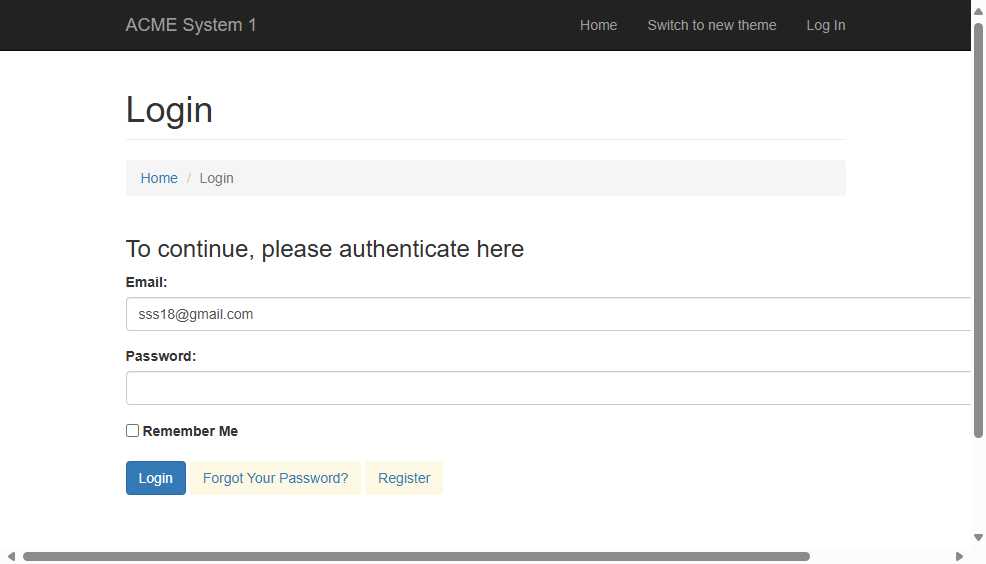 ACME System 1 Home Switch to new theme Log In
Login
Home / Login
To continue, please authenticate here
Email:
sss18@gmail.com
Password:
Remember Me
Login Forgot Your Password? Register